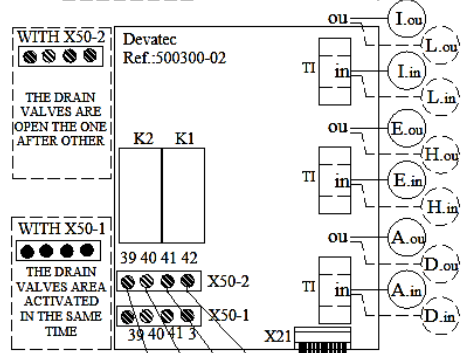 WITH X50-2
THE DRAIN
VALVES ARE
OPEN THE ONE
AFTER OTHER
WITH X50-1
THE DRAIN
VALVES AREA
ACTIVATED
IN THE SAME
TIME
Devatec
Ref.:500300-02
K2 K1
39 40 41 42
X50-2
X50-1
39 40 41 3
X21
ou
I.ou
L.ou
TI
in
I.in
L.in
ou
E.ou
H.ou
TI
in
E.in
H.in
ou
A.ou
D.ou
TI
in
A.in
D.in